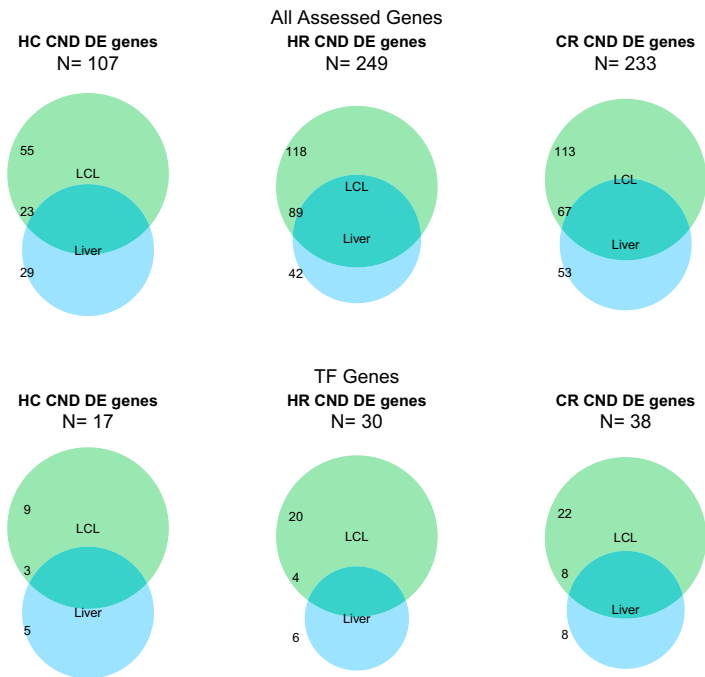 All Assessed Genes
HC CND DE genes
N= 107
55
LCL
23
Liver
29
HR CND DE genes
N= 249
118
LCL
89
Liver
42
CR CND DE genes
N= 233
113
LCL
67
Liver
53
TF Genes
HC CND DE genes
N= 17
9
LCL
3
Liver
5
HR CND DE genes
N= 30
20
LCL
4
Liver
6
CR CND DE genes
N= 38
22
LCL
8
Liver
8